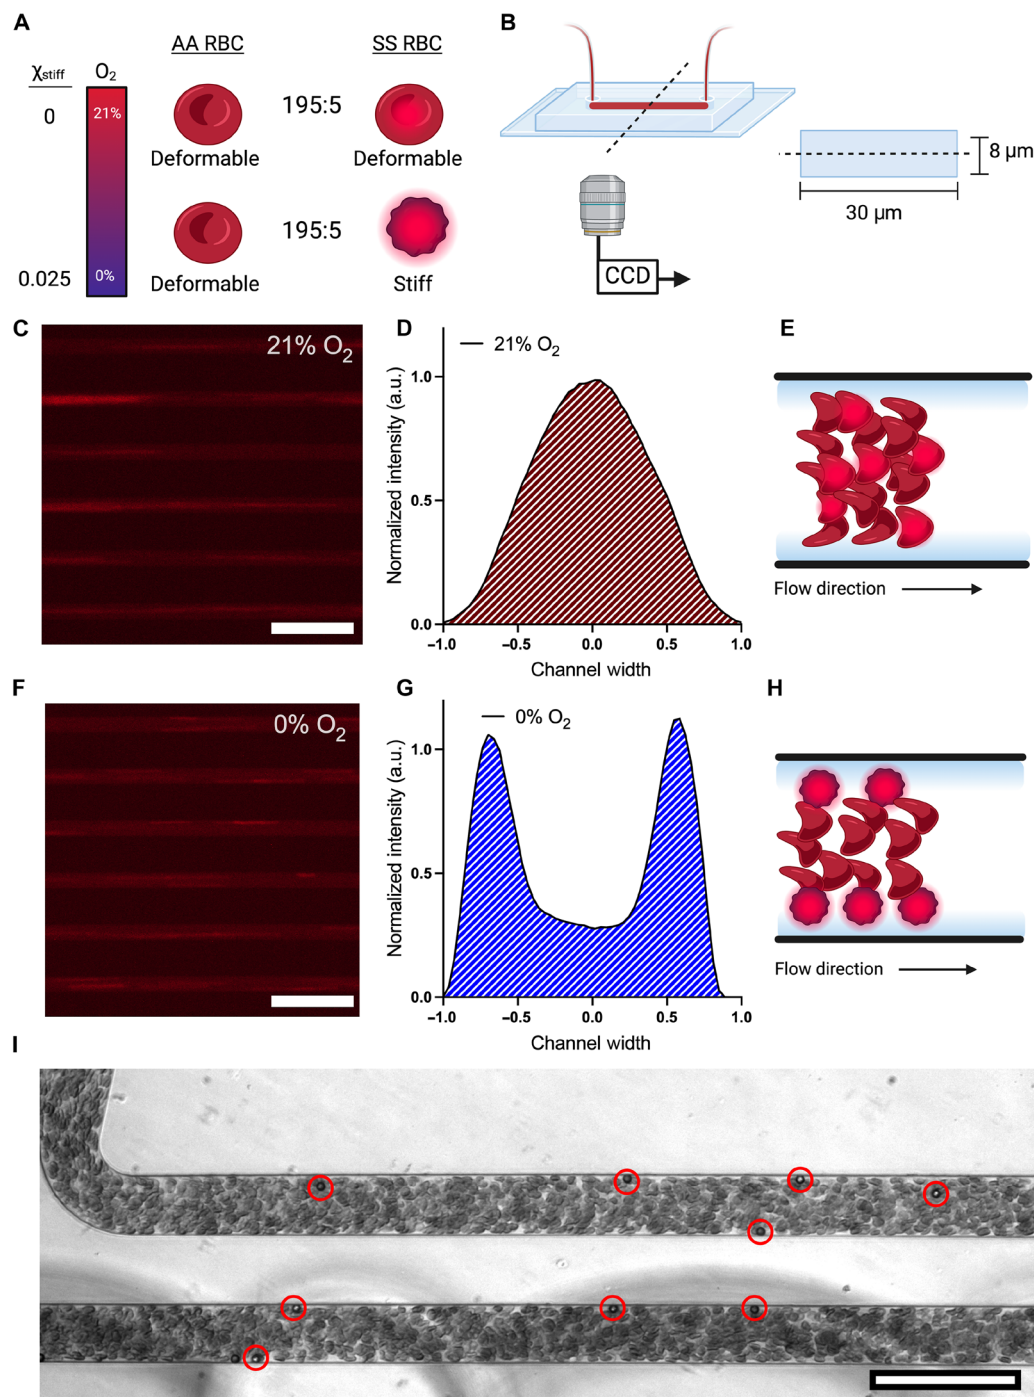 A
AA RBC
SS RBC
χstiff
O2
0
21%
195:5
Deformable
Deformable
195:5
0.025
0%
Deformable
Stiff
B
8 µm
30 µm
CCD
C
21% O2
D
21% O2
Normalized intensity (a.u.)
1.0
0.5
0.0
−1.0
−0.5
0.0
0.5
1.0
Channel width
E
Flow direction
F
0% O2
G
0% O2
Normalized intensity (a.u.)
1.0
0.5
0.0
−1.0
−0.5
0.0
0.5
1.0
Channel width
H
Flow direction
I